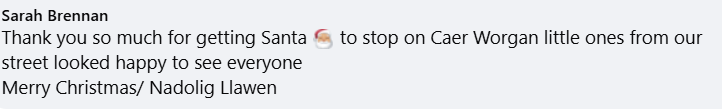 Sarah Brennan
Thank you so much for getting Santa 🎅 to stop on Caer Worgan little ones from our
street looked happy to see everyone
Merry Christmas/ Nadolig Llawen